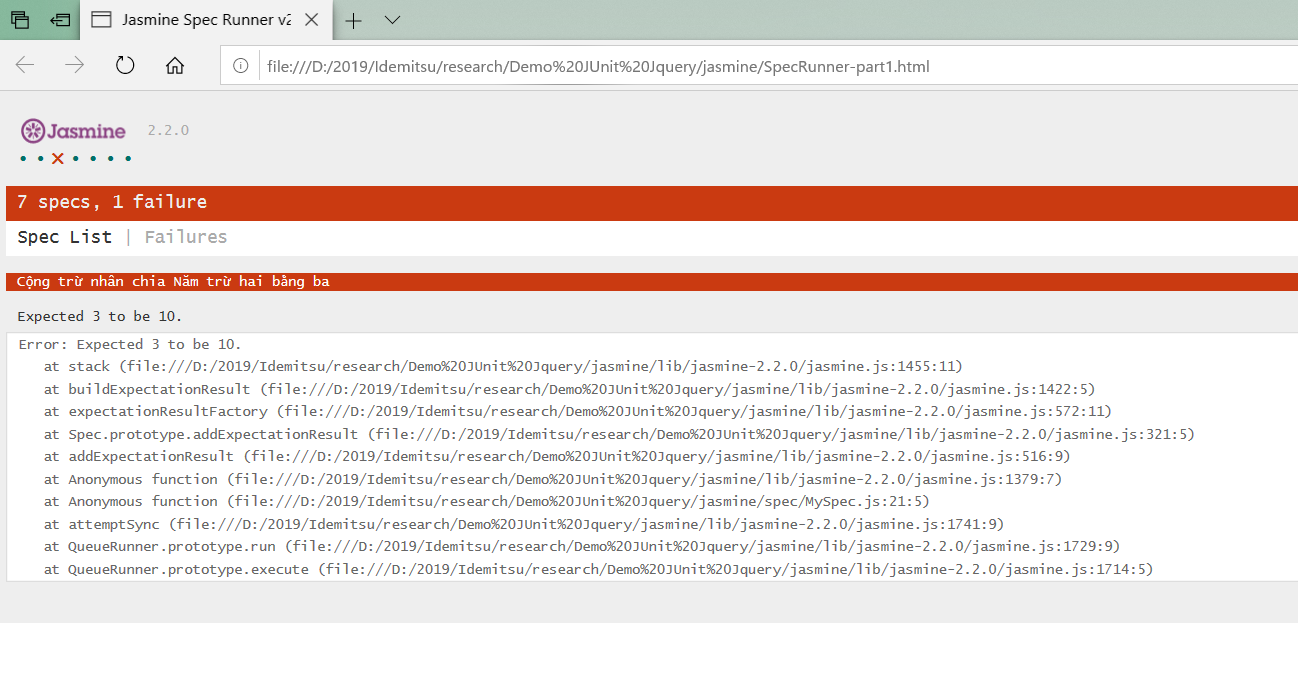 Jasmine Spec Runner v2
file:///D:/2019/Idemitsu/research/Demo%20JUnit%20Jquery/jasmine/SpecRunner-part1.html
Jasmine 2.2.0
7 specs, 1 failure
Spec List | Failures
Cộng trừ nhân chia Năm trừ hai bằng ba
Expected 3 to be 10.
Error: Expected 3 to be 10.
at stack (file:///D:/2019/Idemitsu/research/Demo%20JUnit%20Jquery/jasmine/lib/jasmine-2.2.0/jasmine.js:1455:11)
at buildExpectationResult (file:///D:/2019/Idemitsu/research/Demo%20JUnit%20Jquery/jasmine/lib/jasmine-2.2.0/jasmine.js:1422:5)
at expectationResultFactory (file:///D:/2019/Idemitsu/research/Demo%20JUnit%20Jquery/jasmine/lib/jasmine-2.2.0/jasmine.js:572:11)
at Spec.prototype.addExpectationResult (file:///D:/2019/Idemitsu/research/Demo%20JUnit%20Jquery/jasmine/lib/jasmine-2.2.0/jasmine.js:321:5)
at addExpectationResult (file:///D:/2019/Idemitsu/research/Demo%20JUnit%20Jquery/jasmine/lib/jasmine-2.2.0/jasmine.js:516:9)
at Anonymous function (file:///D:/2019/Idemitsu/research/Demo%20JUnit%20Jquery/jasmine/lib/jasmine-2.2.0/jasmine.js:1379:7)
at Anonymous function (file:///D:/2019/Idemitsu/research/Demo%20JUnit%20Jquery/jasmine/spec/MySpec.js:21:5)
at attemptSync (file:///D:/2019/Idemitsu/research/Demo%20JUnit%20Jquery/jasmine/lib/jasmine-2.2.0/jasmine.js:1741:9)
at QueueRunner.prototype.run (file:///D:/2019/Idemitsu/research/Demo%20JUnit%20Jquery/jasmine/lib/jasmine-2.2.0/jasmine.js:1729:9)
at QueueRunner.prototype.execute (file:///D:/2019/Idemitsu/research/Demo%20JUnit%20Jquery/jasmine/lib/jasmine-2.2.0/jasmine.js:1714:5)